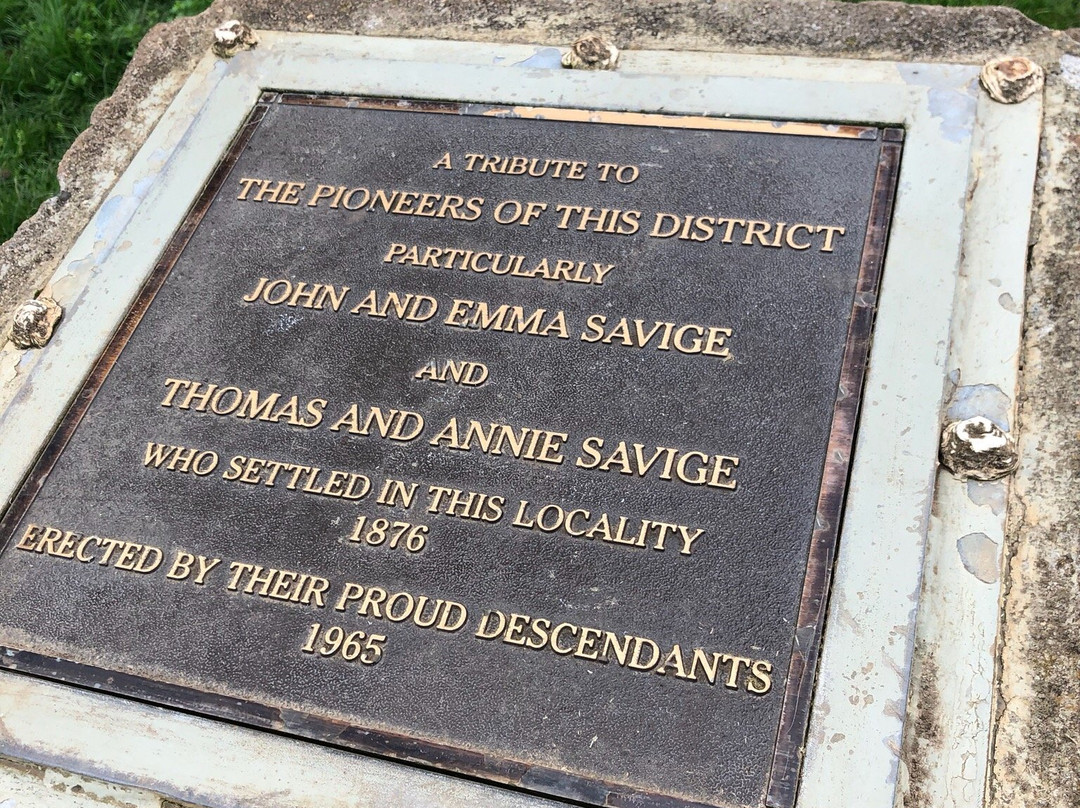 A TRIBUTE TO
THE PIONEERS OF THIS DISTRICT
PARTICULARLY
JOHN AND EMMA SAVIGE
AND
THOMAS AND ANNIE SAVIGE
WHO SETTLED IN THIS LOCALITY
1876
ERECTED BY THEIR PROUD DESCENDANTS
1965